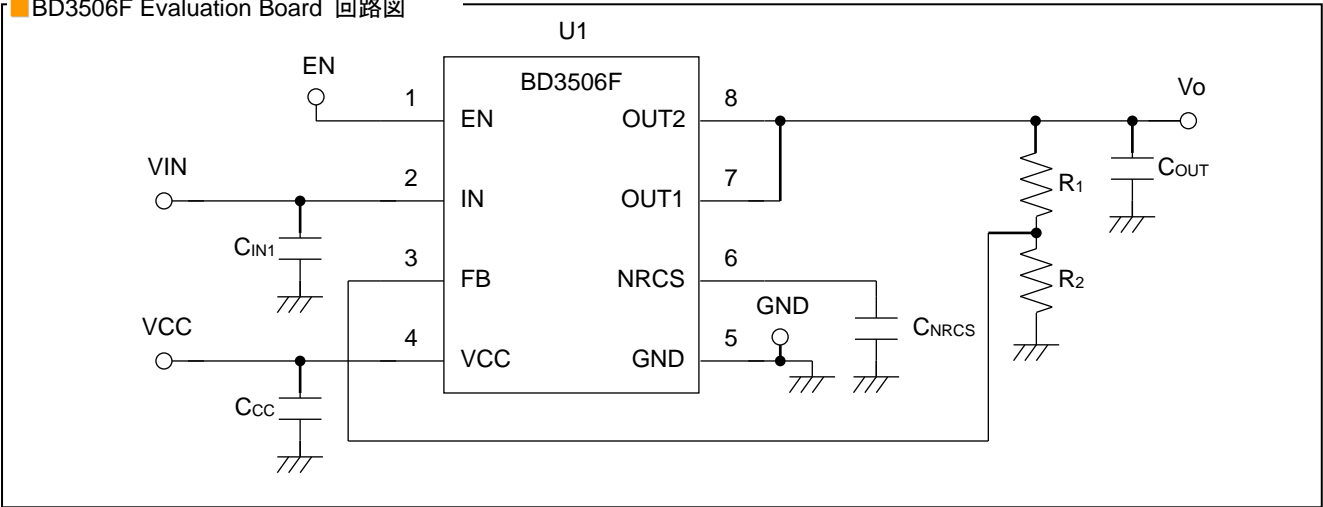 ■BD3506F Evaluation Board 回路図
U1
BD3506F
EN
1
EN
VIN
2
IN
CIN1
3
FB
VCC
4
VCC
CCC
OUT2
8
OUT1
7
NRCS
6
GND
5
GND
CNRCS
Vo
R1
R2
COUT